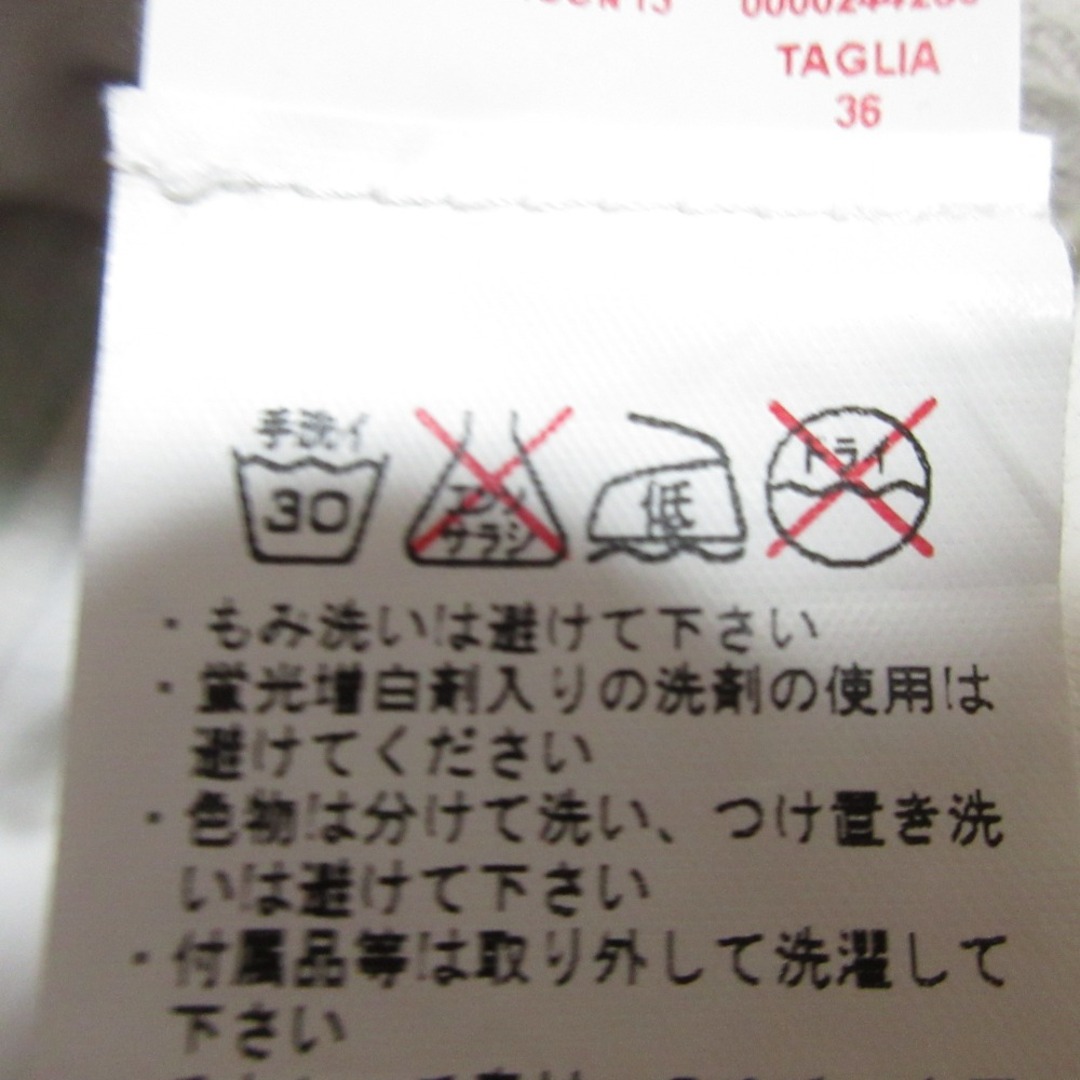 TAGLIA
36
手洗イ
30
エンソ
サラシ
低
ドライ
・もみ洗いは避けて下さい
・蛍光増白剤入りの洗剤の使用は
避けてください
・色物は分けて洗い、つけ置き洗
いは避けて下さい
・付属品等は取り外して洗濯して
下さい